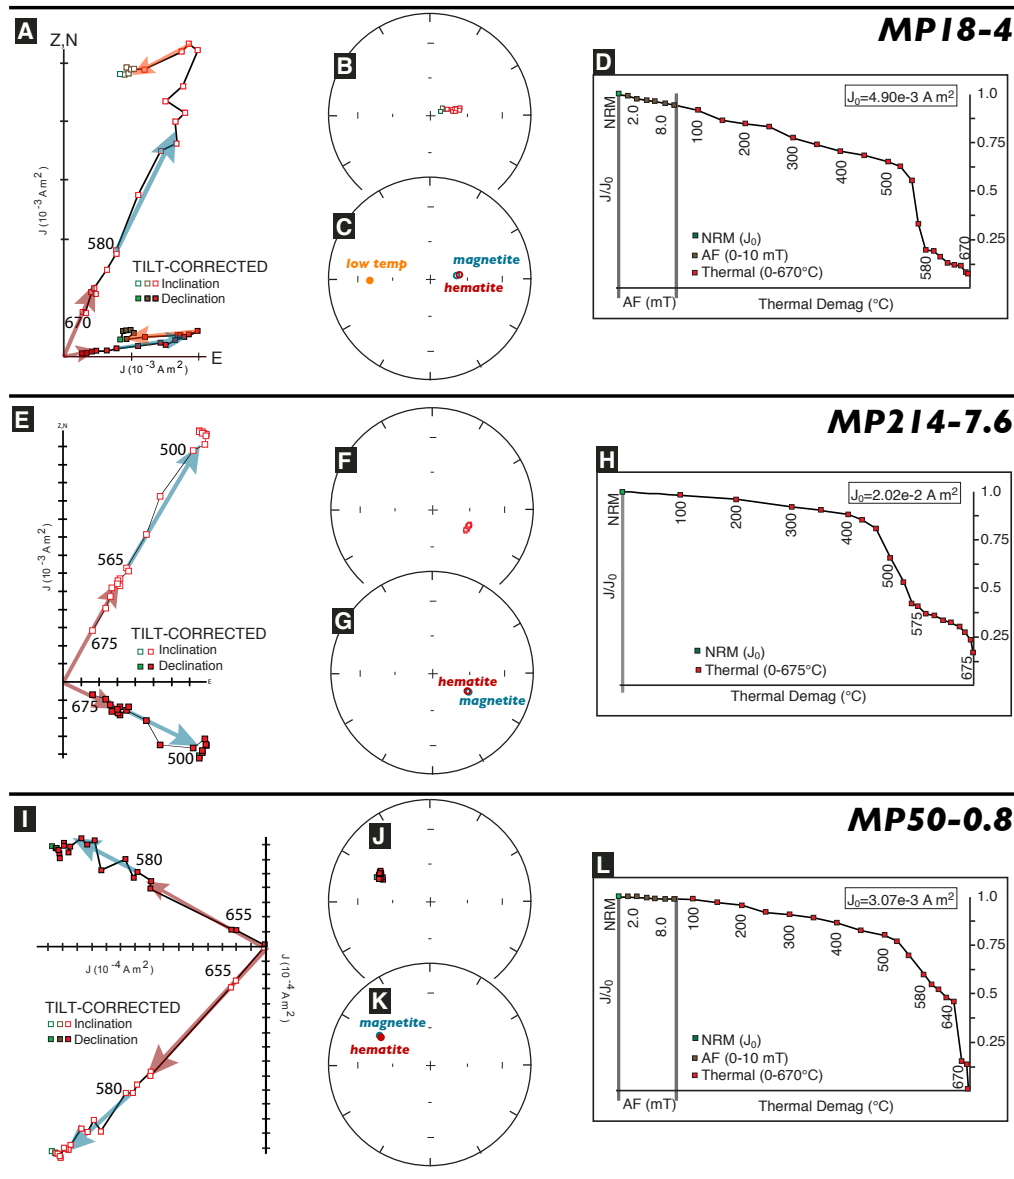 MP18-4
A
Z,N
J (10⁻³ A m²)
580
670
TILT-CORRECTED
Inclination
Declination
E
J (10⁻³ A m²)
B
C
low temp
magnetite
hematite
D
J₀=4.90e-3 A m²
1.0
0.75
0.5
0.25
J/J₀
NRM
2.0
8.0
100
200
300
400
500
580
670
NRM (J₀)
AF (0-10 mT)
Thermal (0-670°C)
AF (mT)
Thermal Demag (°C)
MP214-7.6
E
Z,N
J (10⁻³ A m²)
500
565
675
TILT-CORRECTED
Inclination
Declination
E
675
500
F
G
hematite
magnetite
H
J₀=2.02e-2 A m²
1.0
0.75
0.5
0.25
J/J₀
NRM
100
200
300
400
500
575
675
NRM (J₀)
Thermal (0-675°C)
Thermal Demag (°C)
MP50-0.8
I
580
655
J (10⁻⁴ A m²)
655
J (10⁻⁴ A m²)
TILT-CORRECTED
Inclination
Declination
580
J
K
magnetite
hematite
L
J₀=3.07e-3 A m²
1.0
0.75
0.5
0.25
J/J₀
NRM
2.0
8.0
100
200
300
400
500
580
640
670
NRM (J₀)
AF (0-10 mT)
Thermal (0-670°C)
AF (mT)
Thermal Demag (°C)